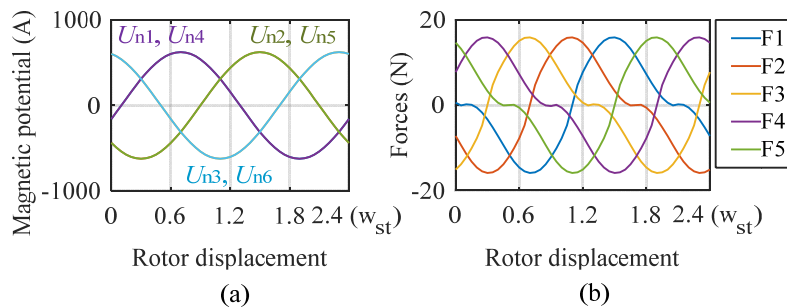 Magnetic potential (A)
1000
0
-1000
Un1, Un4
Un2, Un5
Un3, Un6
0 0.6 1.2 1.8 2.4 (wst)
Rotor displacement
(a)
Forces (N)
20
0
-20
0 0.6 1.2 1.8 2.4 (wst)
Rotor displacement
(b)
F1
F2
F3
F4
F5